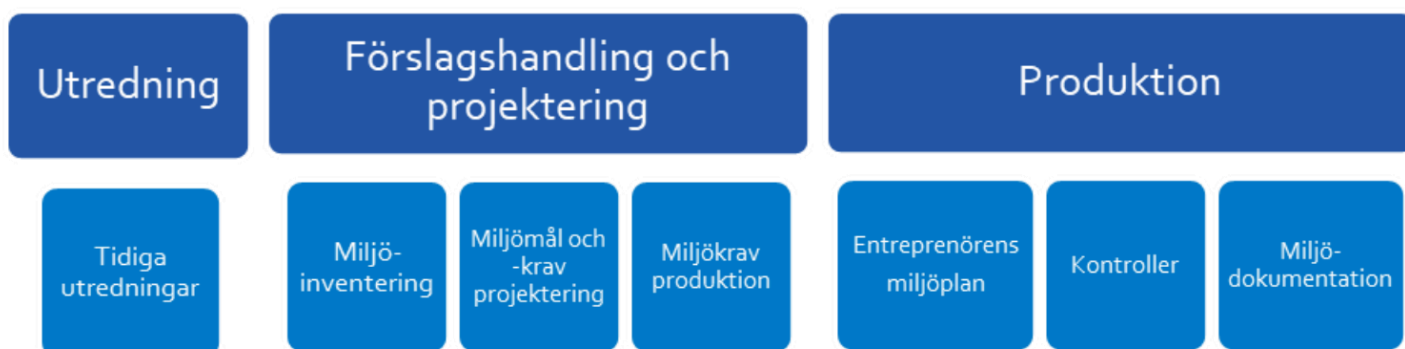 Utredning
Förslagshandling och
projektering
Produktion
Tidiga
utredningar
Miljö-
inventering
Miljömål och
-krav
projektering
Miljökrav
produktion
Entreprenörens
miljöplan
Kontroller
Miljö-
dokumentation